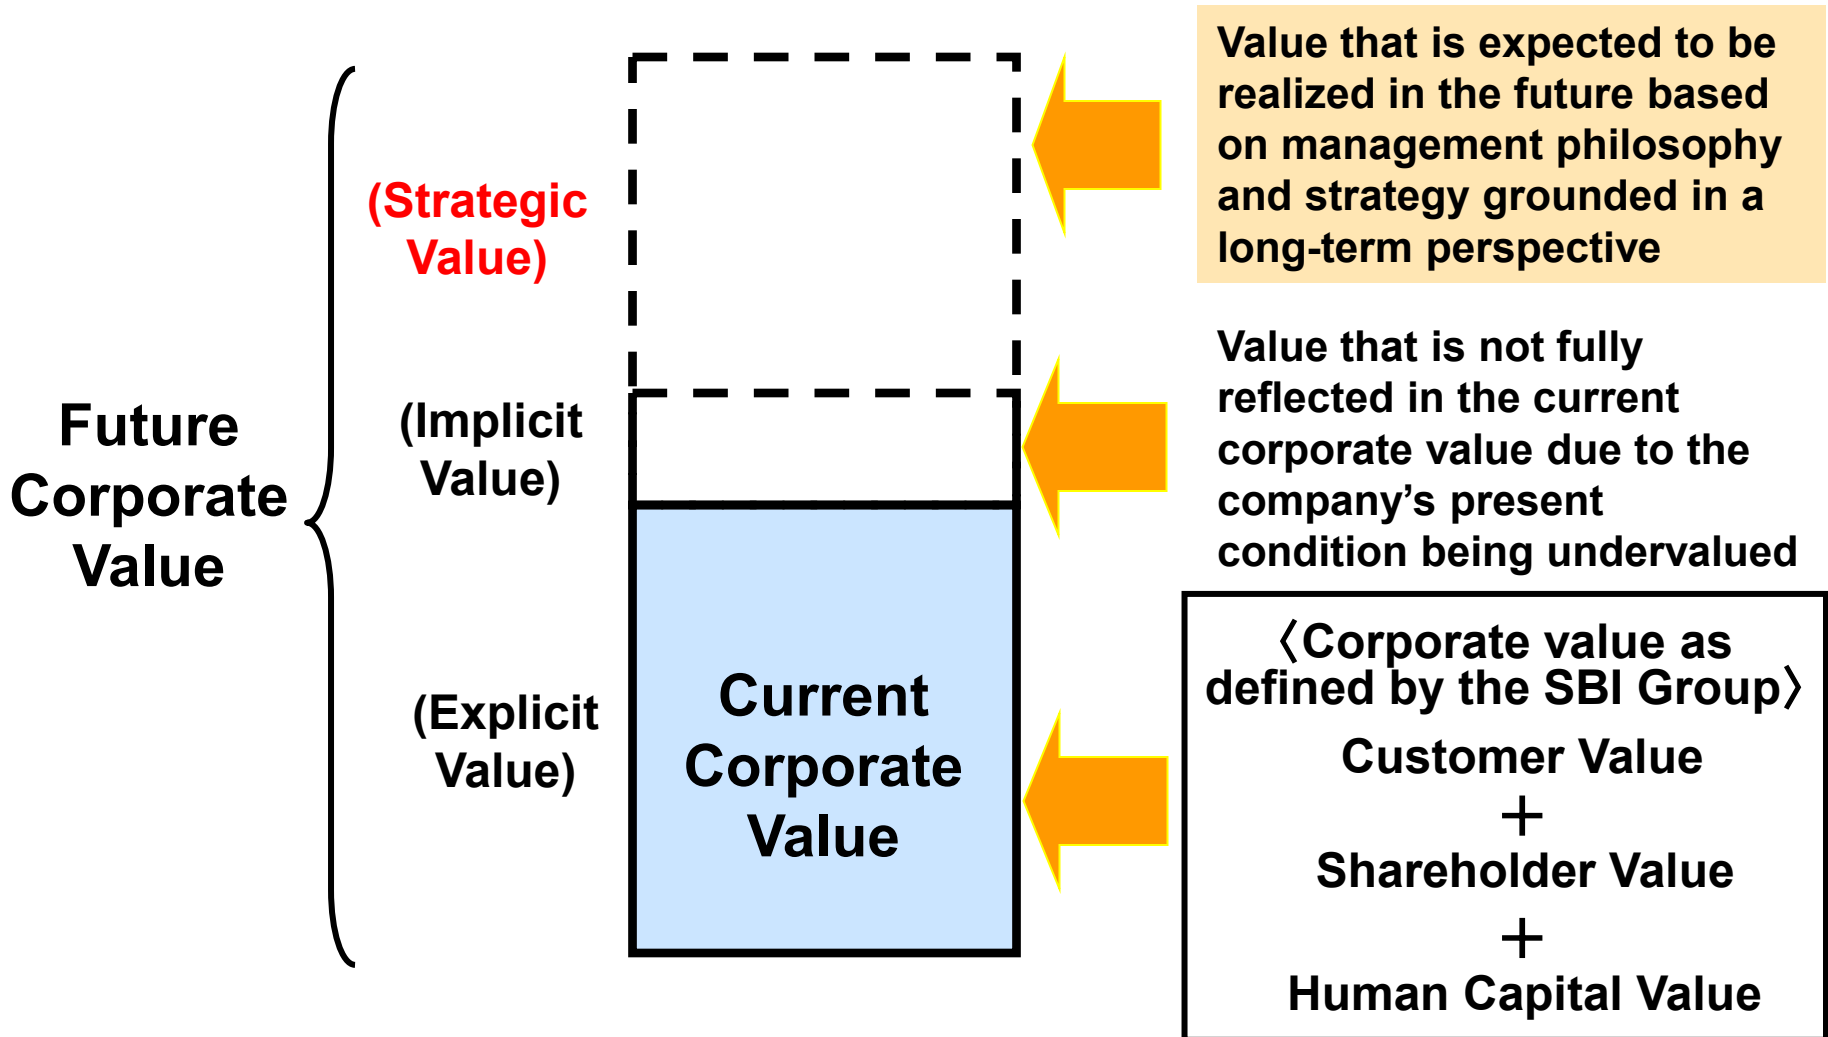 Future
Corporate
Value
(Strategic
Value)
(Implicit
Value)
(Explicit
Value)
Current
Corporate
Value
Value that is expected to be
realized in the future based
on management philosophy
and strategy grounded in a
long-term perspective
Value that is not fully
reflected in the current
corporate value due to the
company’s present
condition being undervalued
〈Corporate value as
defined by the SBI Group〉
Customer Value
＋
Shareholder Value
＋
Human Capital Value